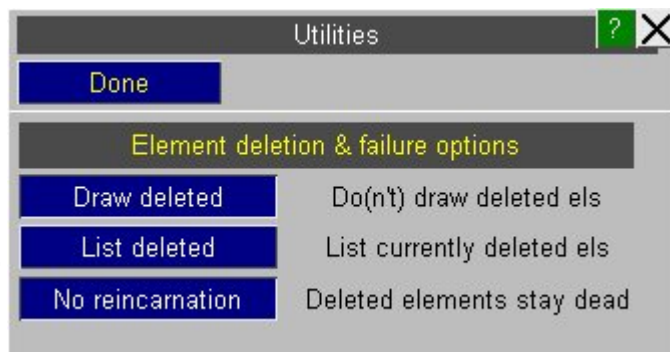 Utilities ? X
Done
Element deletion & failure options
Draw deleted Do(n't) draw deleted els
List deleted List currently deleted els
No reincarnation Deleted elements stay dead